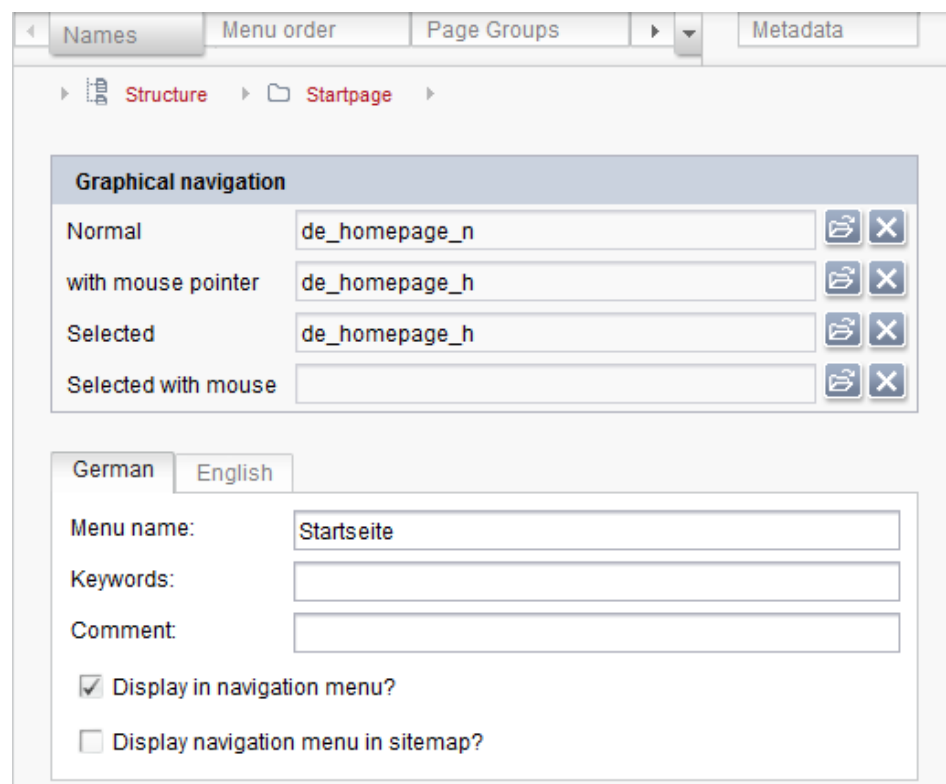 Names Menu order Page Groups Metadata
Structure Startpage
Graphical navigation
Normal de_homepage_n
with mouse pointer de_homepage_h
Selected de_homepage_h
Selected with mouse
German English
Menu name: Startseite
Keywords:
Comment:
Display in navigation menu?
Display navigation menu in sitemap?